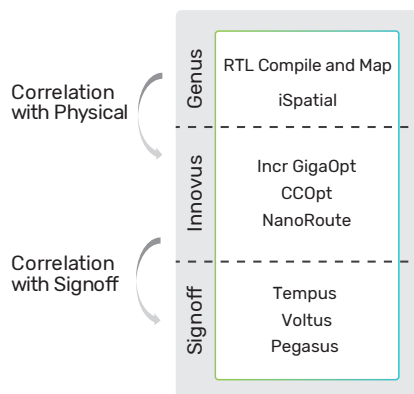 Correlation
with Physical
Correlation
with Signoff
Genus
RTL Compile and Map
iSpatial
Innovus
Incr GigaOpt
CCOpt
NanoRoute
Signoff
Tempus
Voltus
Pegasus